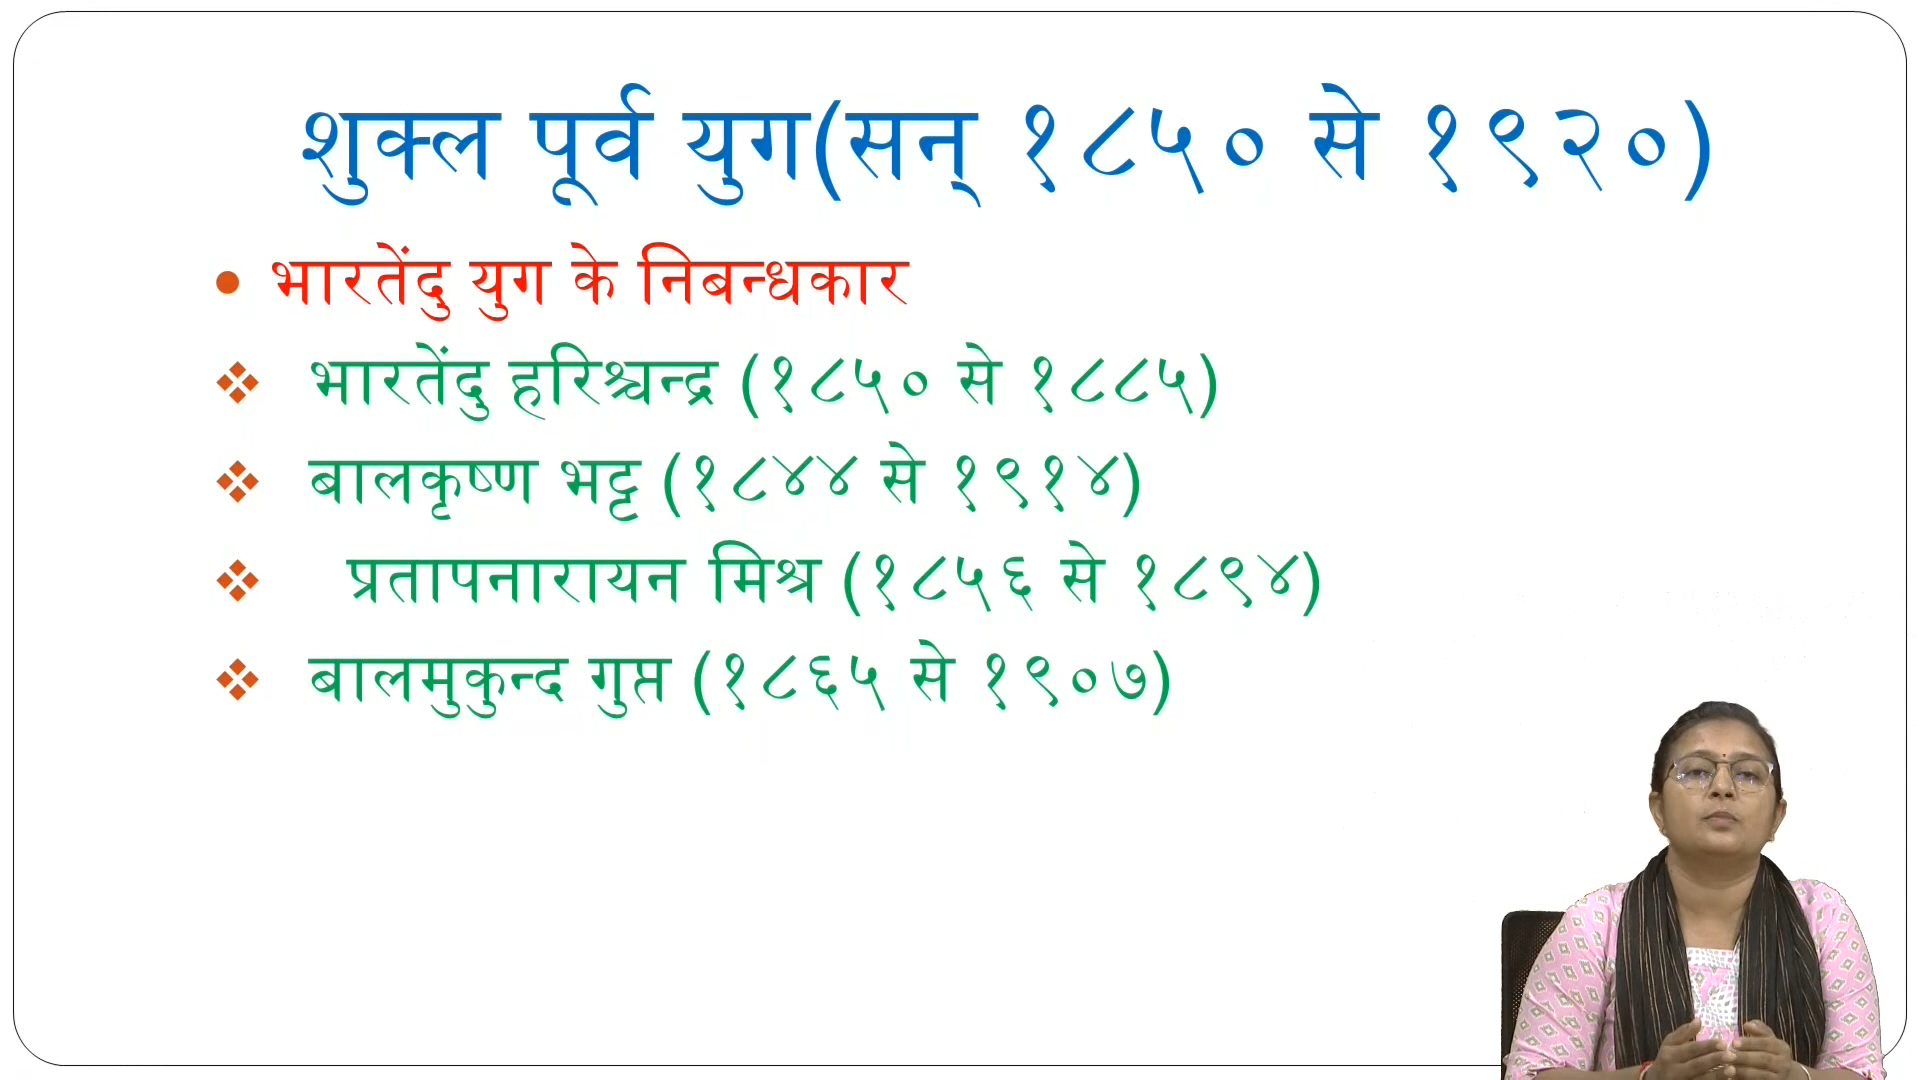 शुक्ल पूर्व युग(सन् १८५० से १९२०)
भारतेंदु युग के निबन्धकार
भारतेंदु हरिश्चन्द्र (१८५० से १८८५)
बालकृष्ण भट्ट (१८४४ से १९१४)
प्रतापनारायन मिश्र (१८५६ से १८९४)
बालमुकुन्द गुप्त (१८६५ से १९०७)